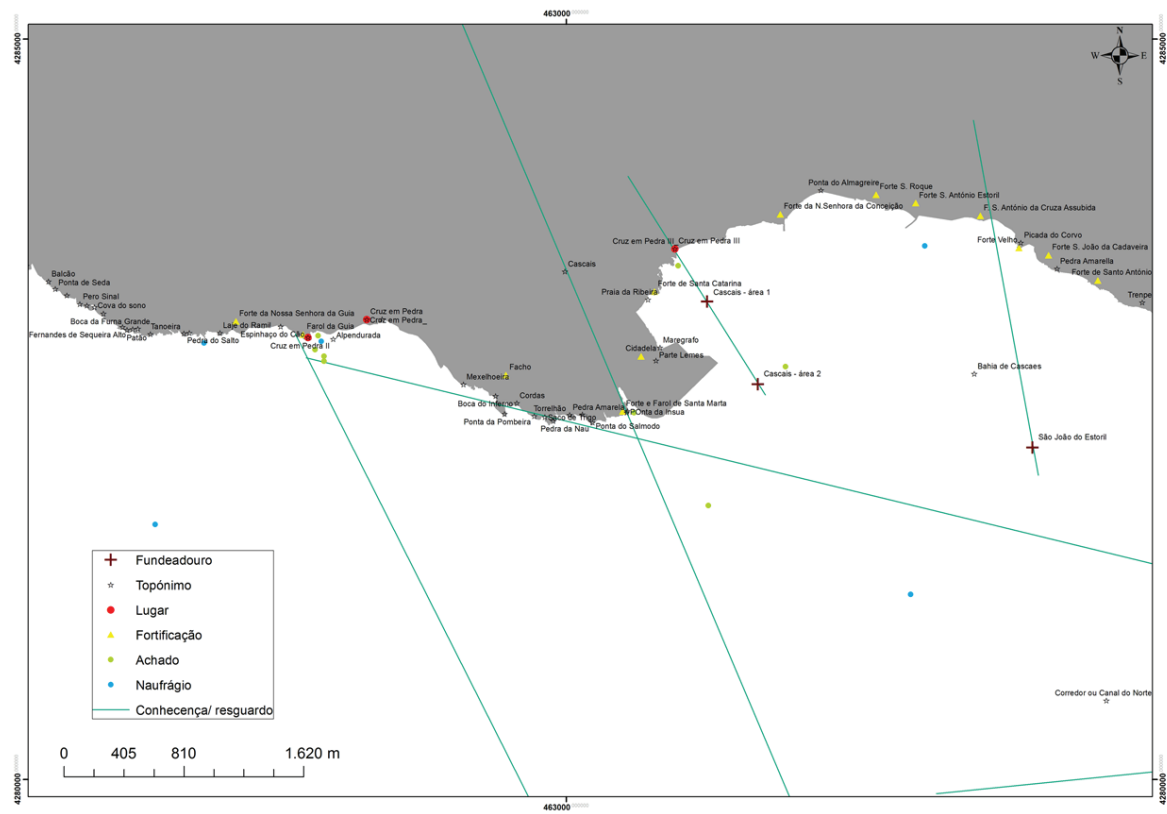 463000
4285000
4285000
N
W E
S
Ponta do Almagreire
Forte S. Roque
Forte S. António Estoril
Forte da N.Senhora da Conceição
F. S. António da Cruza Assubida
Picada do Corvo
Forte Velho
Forte S. João da Cadaveira
Cruz em Pedra III
Cruz em Pedra III
Pedra Amarella
Forte de Santo António
Cascais
Balcão
Ponta de Seda
Forte de Santa Catarina
Praia da Ribeira
Cascais - área 1
Pero Sinal
Cova do sono
Trenpe
Forte da Nossa Senhora da Guia
Cruz em Pedra
Cruz em Pedra_
Boca da Furna Grande
Tanoeira
Laje do Ramil
Farol da Guia
Fernandes de Sequeira Alto
Patão
Espinhaço do Cão
Alpendurada
Pedra do Salto
Cruz em Pedra II
Maregrafo
Cidadela
Parte Lemes
Facho
Mexelhoeira
Cascais - área 2
Bahia de Cascaes
Cordas
Boca do Inferno
Torrelhão
Pedra Amarela
Forte e Farol de Santa Marta
POnta da Insua
Ponta da Pombeira
Saco de Trigo
Pedra da Nau
Ponta do Salmodo
São João do Estoril
Fundeadouro
Topónimo
Lugar
Fortificação
Achado
Naufrágio
Conhecença/ resguardo
Corredor ou Canal do Norte
0 405 810 1.620 m
4280000
4280000
463000